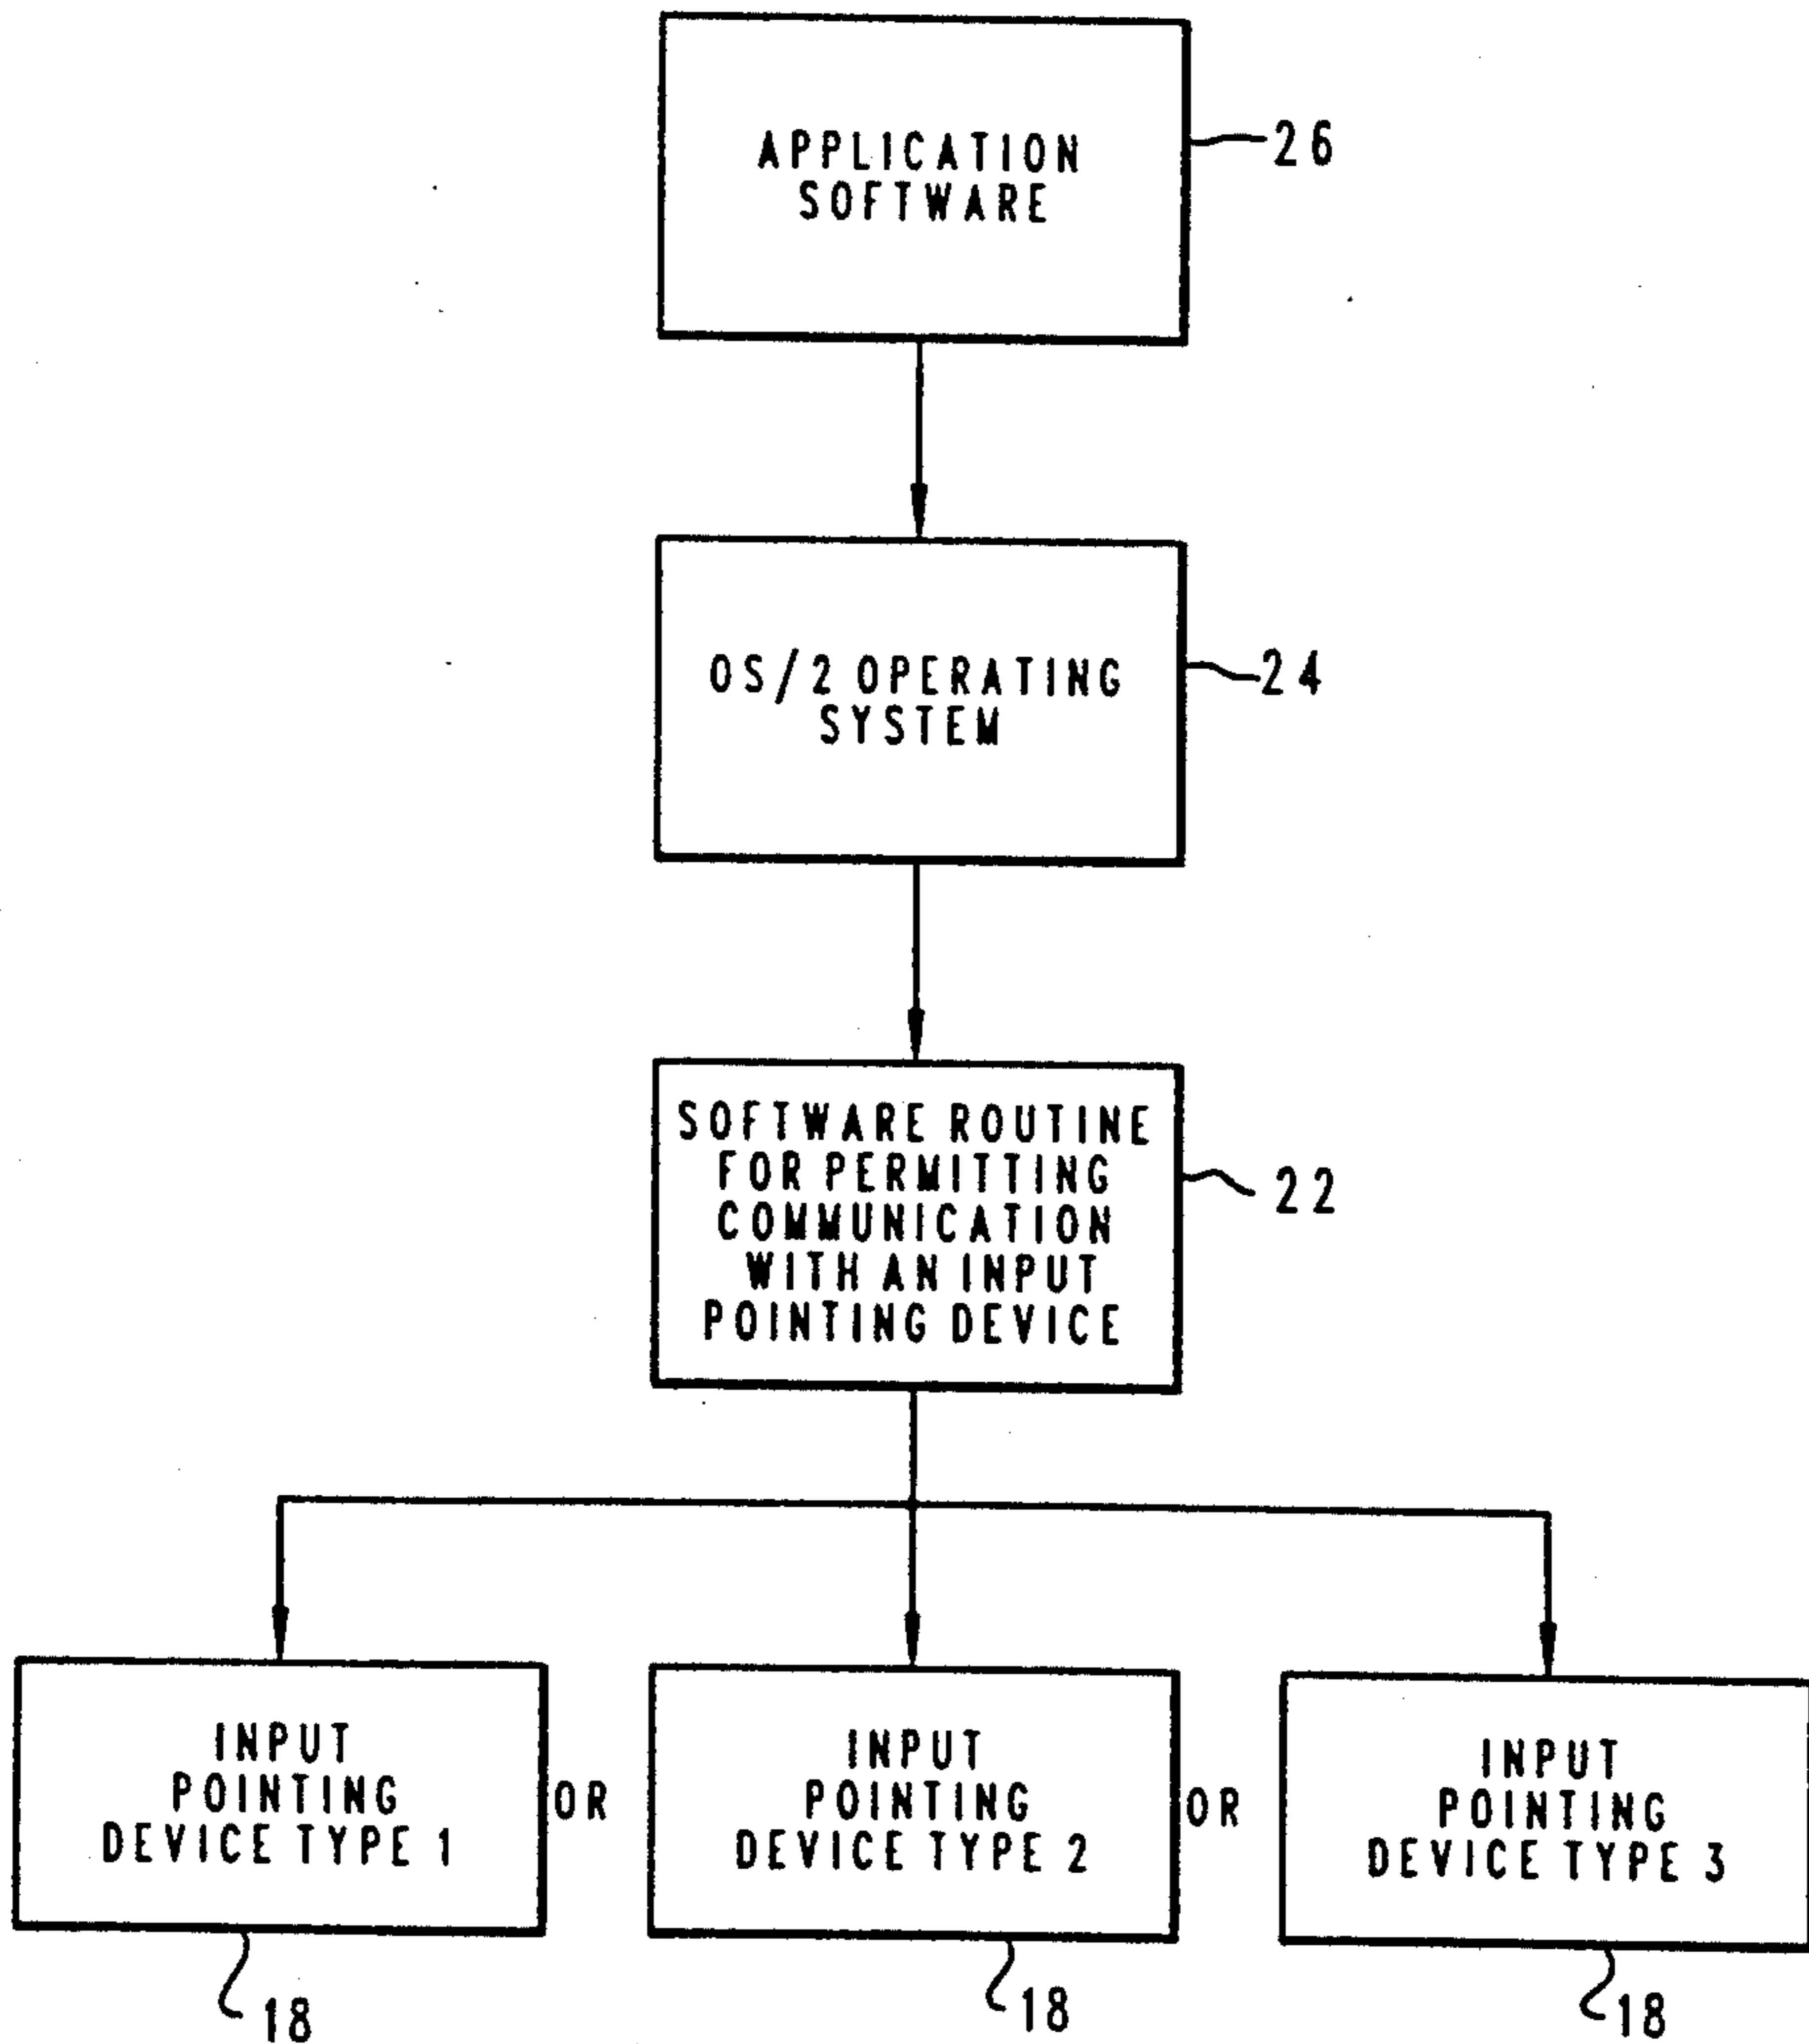 APPLICATION
SOFTWARE
26
OS/2 OPERATING
SYSTEM
24
SOFTWARE ROUTINE
FOR PERMITTING
COMMUNICATION
WITH AN INPUT
POINTING DEVICE
22
INPUT
POINTING
DEVICE TYPE 1
OR
INPUT
POINTING
DEVICE TYPE 2
OR
INPUT
POINTING
DEVICE TYPE 3
18
18
18